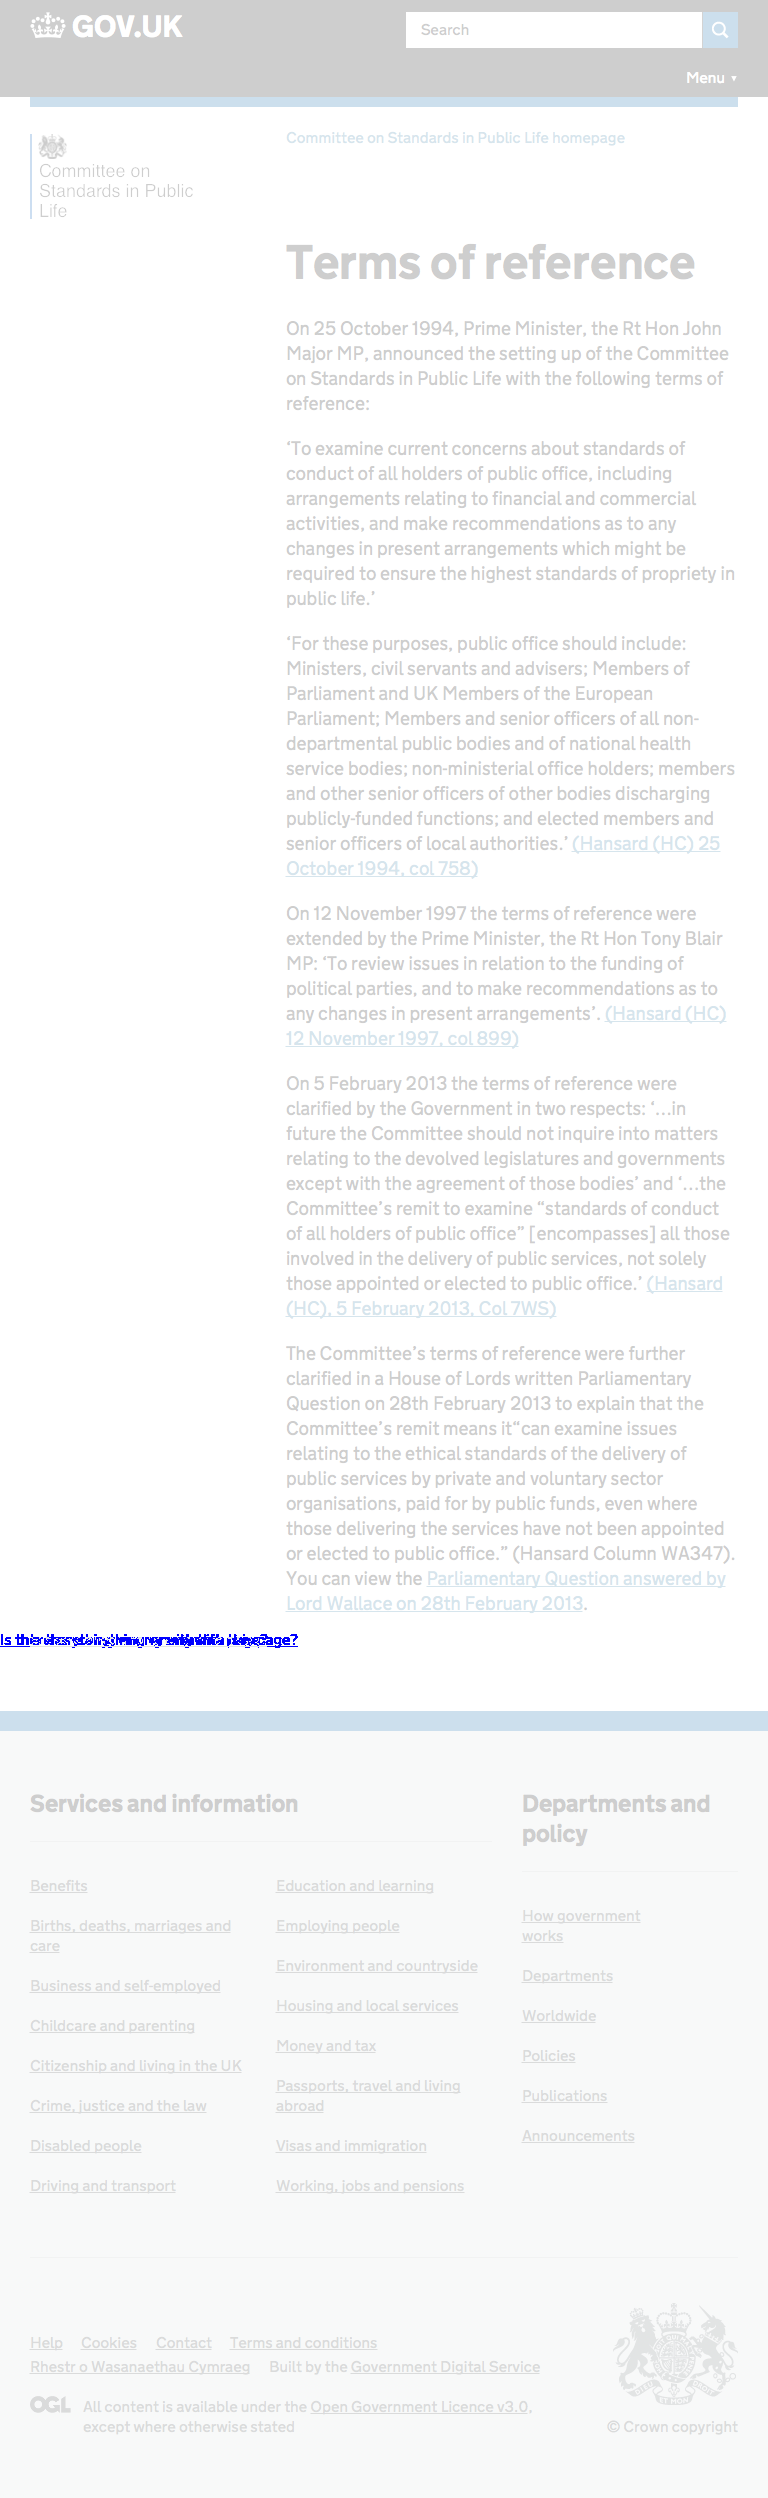 GOV.UK
Search
Menu ▼
Committee on Standards in Public Life homepage
Committee on
Standards in Public
Life
Terms of reference
On 25 October 1994, Prime Minister, the Rt Hon John
Major MP, announced the setting up of the Committee
on Standards in Public Life with the following terms of
reference:
‘To examine current concerns about standards of
conduct of all holders of public office, including
arrangements relating to financial and commercial
activities, and make recommendations as to any
changes in present arrangements which might be
required to ensure the highest standards of propriety in
public life.’
‘For these purposes, public office should include:
Ministers, civil servants and advisers; Members of
Parliament and UK Members of the European
Parliament; Members and senior officers of all non-
departmental public bodies and of national health
service bodies; non-ministerial office holders; members
and other senior officers of other bodies discharging
publicly-funded functions; and elected members and
senior officers of local authorities.’ (Hansard (HC) 25
October 1994, col 758)
On 12 November 1997 the terms of reference were
extended by the Prime Minister, the Rt Hon Tony Blair
MP: ‘To review issues in relation to the funding of
political parties, and to make recommendations as to
any changes in present arrangements’. (Hansard (HC)
12 November 1997, col 899)
On 5 February 2013 the terms of reference were
clarified by the Government in two respects: ‘…in
future the Committee should not inquire into matters
relating to the devolved legislatures and governments
except with the agreement of those bodies’ and ‘…the
Committee’s remit to examine “standards of conduct
of all holders of public office” [encompasses] all those
involved in the delivery of public services, not solely
those appointed or elected to public office.’ (Hansard
(HC), 5 February 2013, Col 7WS)
The Committee’s terms of reference were further
clarified in a House of Lords written Parliamentary
Question on 28th February 2013 to explain that the
Committee’s remit means it“can examine issues
relating to the ethical standards of the delivery of
public services by private and voluntary sector
organisations, paid for by public funds, even where
those delivering the services have not been appointed
or elected to public office.” (Hansard Column WA347).
You can view the Parliamentary Question answered by
Lord Wallace on 28th February 2013.
Services and information
Benefits
Births, deaths, marriages and
care
Business and self-employed
Childcare and parenting
Citizenship and living in the UK
Crime, justice and the law
Disabled people
Driving and transport
Education and learning
Employing people
Environment and countryside
Housing and local services
Money and tax
Passports, travel and living
abroad
Visas and immigration
Working, jobs and pensions
Departments and
policy
How government
works
Departments
Worldwide
Policies
Publications
Announcements
Help Cookies Contact Terms and conditions
Rhestr o Wasanaethau Cymraeg Built by the Government Digital Service
OGL All content is available under the Open Government Licence v3.0,
except where otherwise stated
© Crown copyright